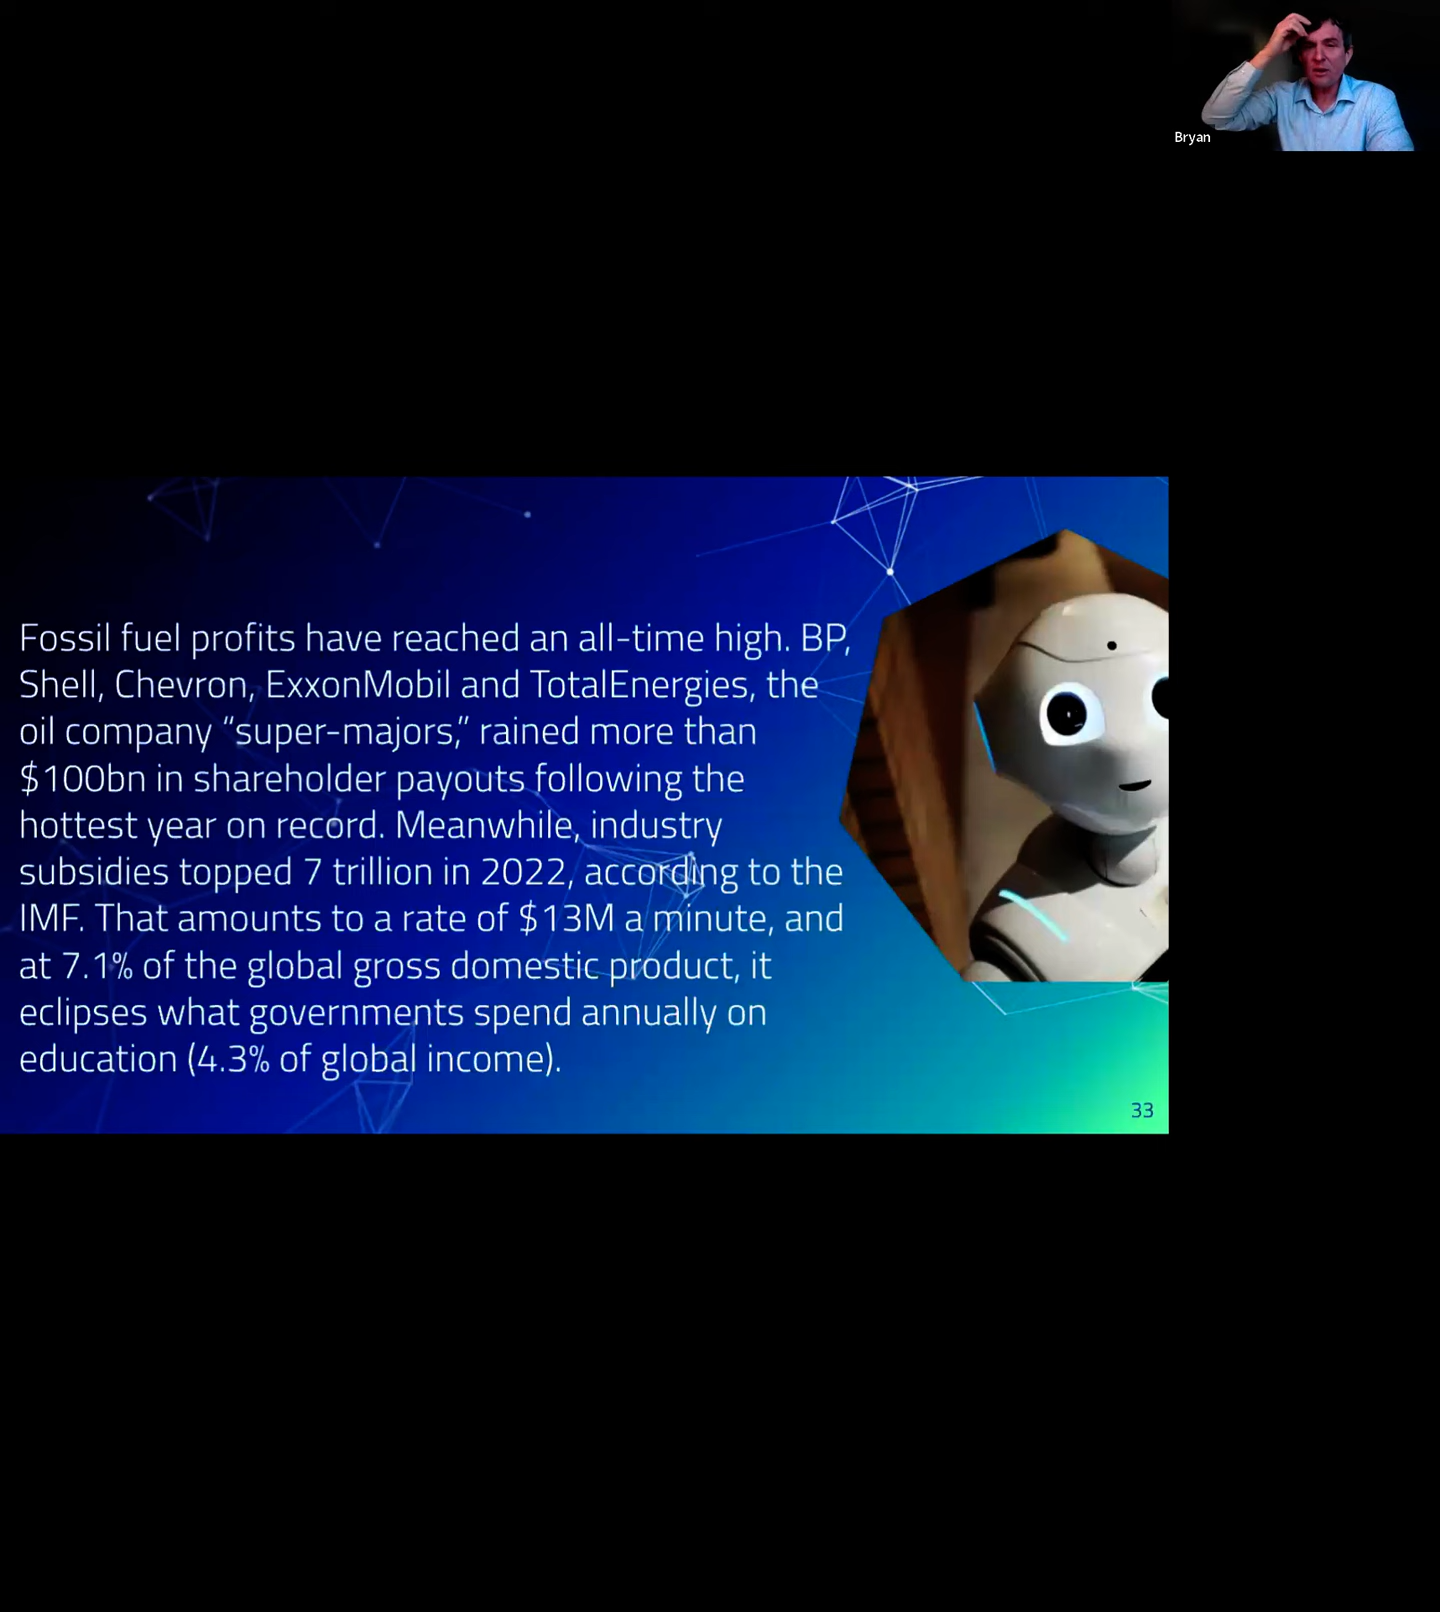 Bryan
Fossil fuel profits have reached an all-time high. BP,
Shell, Chevron, ExxonMobil and TotalEnergies, the
oil company “super-majors,” rained more than
$100bn in shareholder payouts following the
hottest year on record. Meanwhile, industry
subsidies topped 7 trillion in 2022, according to the
IMF. That amounts to a rate of $13M a minute, and
at 7.1% of the global gross domestic product, it
eclipses what governments spend annually on
education (4.3% of global income).
33